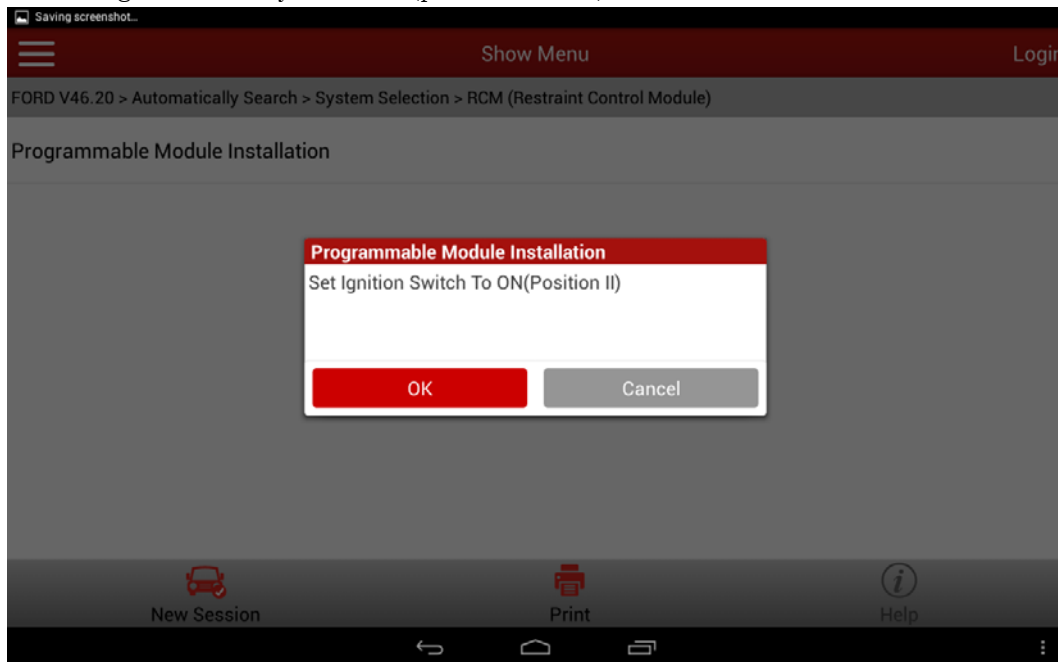 Saving screenshot...
Show Menu
Login
FORD V46.20 > Automatically Search > System Selection > RCM (Restraint Control Module)
Programmable Module Installation
Programmable Module Installation
Set Ignition Switch To ON(Position II)
OK
Cancel
New Session
Print
Help